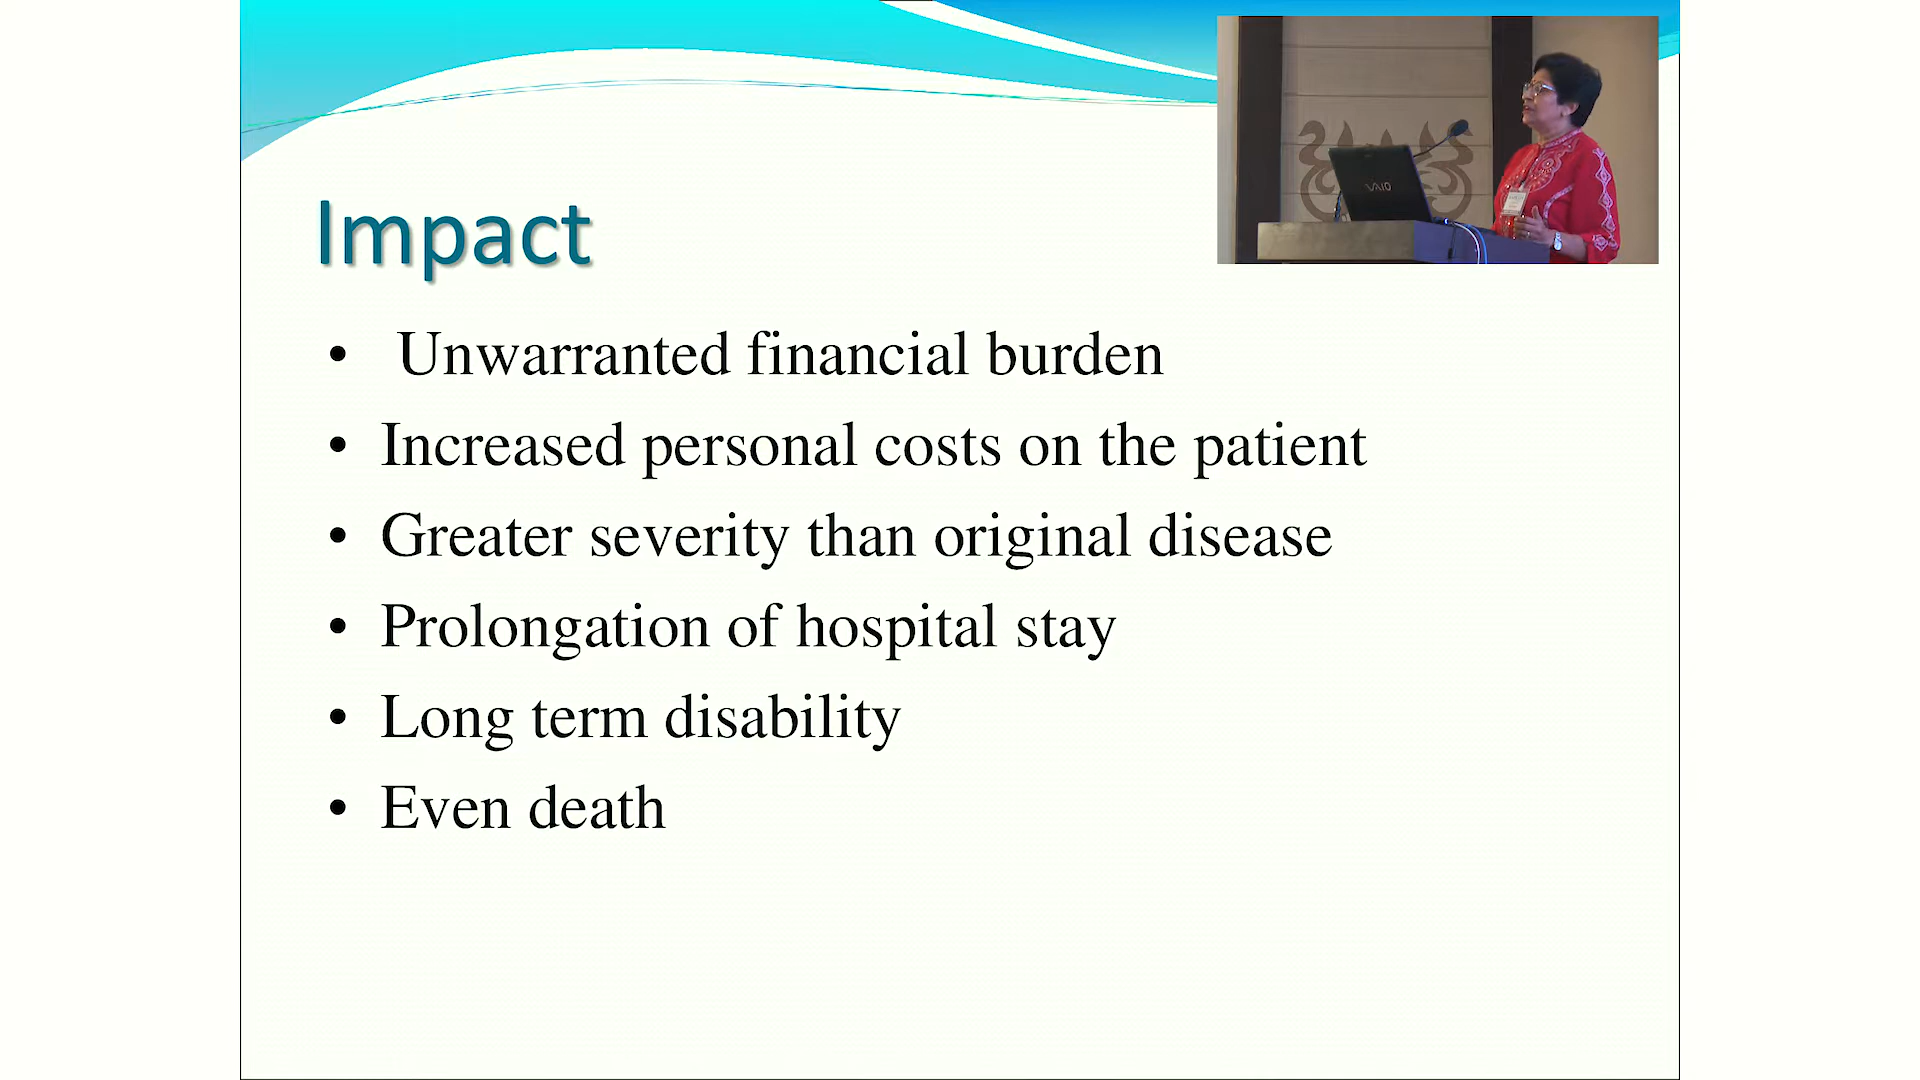 Impact
• Unwarranted financial burden
• Increased personal costs on the patient
• Greater severity than original disease
• Prolongation of hospital stay
• Long term disability
• Even death
VAIO